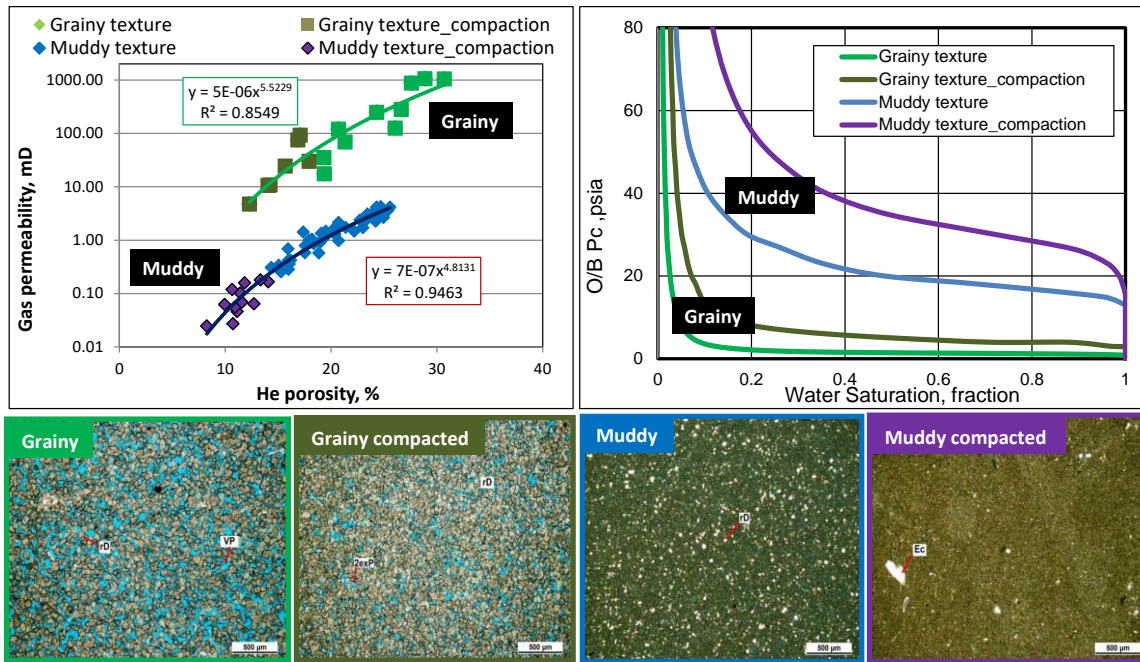 Grainy texture
Grainy texture_compaction
Muddy texture
Muddy texture_compaction
1000.00
100.00
10.00
1.00
0.10
0.01
Gas permeability, mD
y = 5E-06x^5.5229
R² = 0.8549
Grainy
Muddy
y = 7E-07x^4.8131
R² = 0.9463
0
10
20
30
40
He porosity, %
80
60
40
20
0
O/B Pc.,psia
Grainy texture
Grainy texture_compaction
Muddy texture
Muddy texture_compaction
Muddy
Grainy
0
0.2
0.4
0.6
0.8
1
Water Saturation, fraction
Grainy
rD
VP
500 µm
Grainy compacted
rD
2exP
500 µm
Muddy
rD
500 µm
Muddy compacted
Ec
500 µm